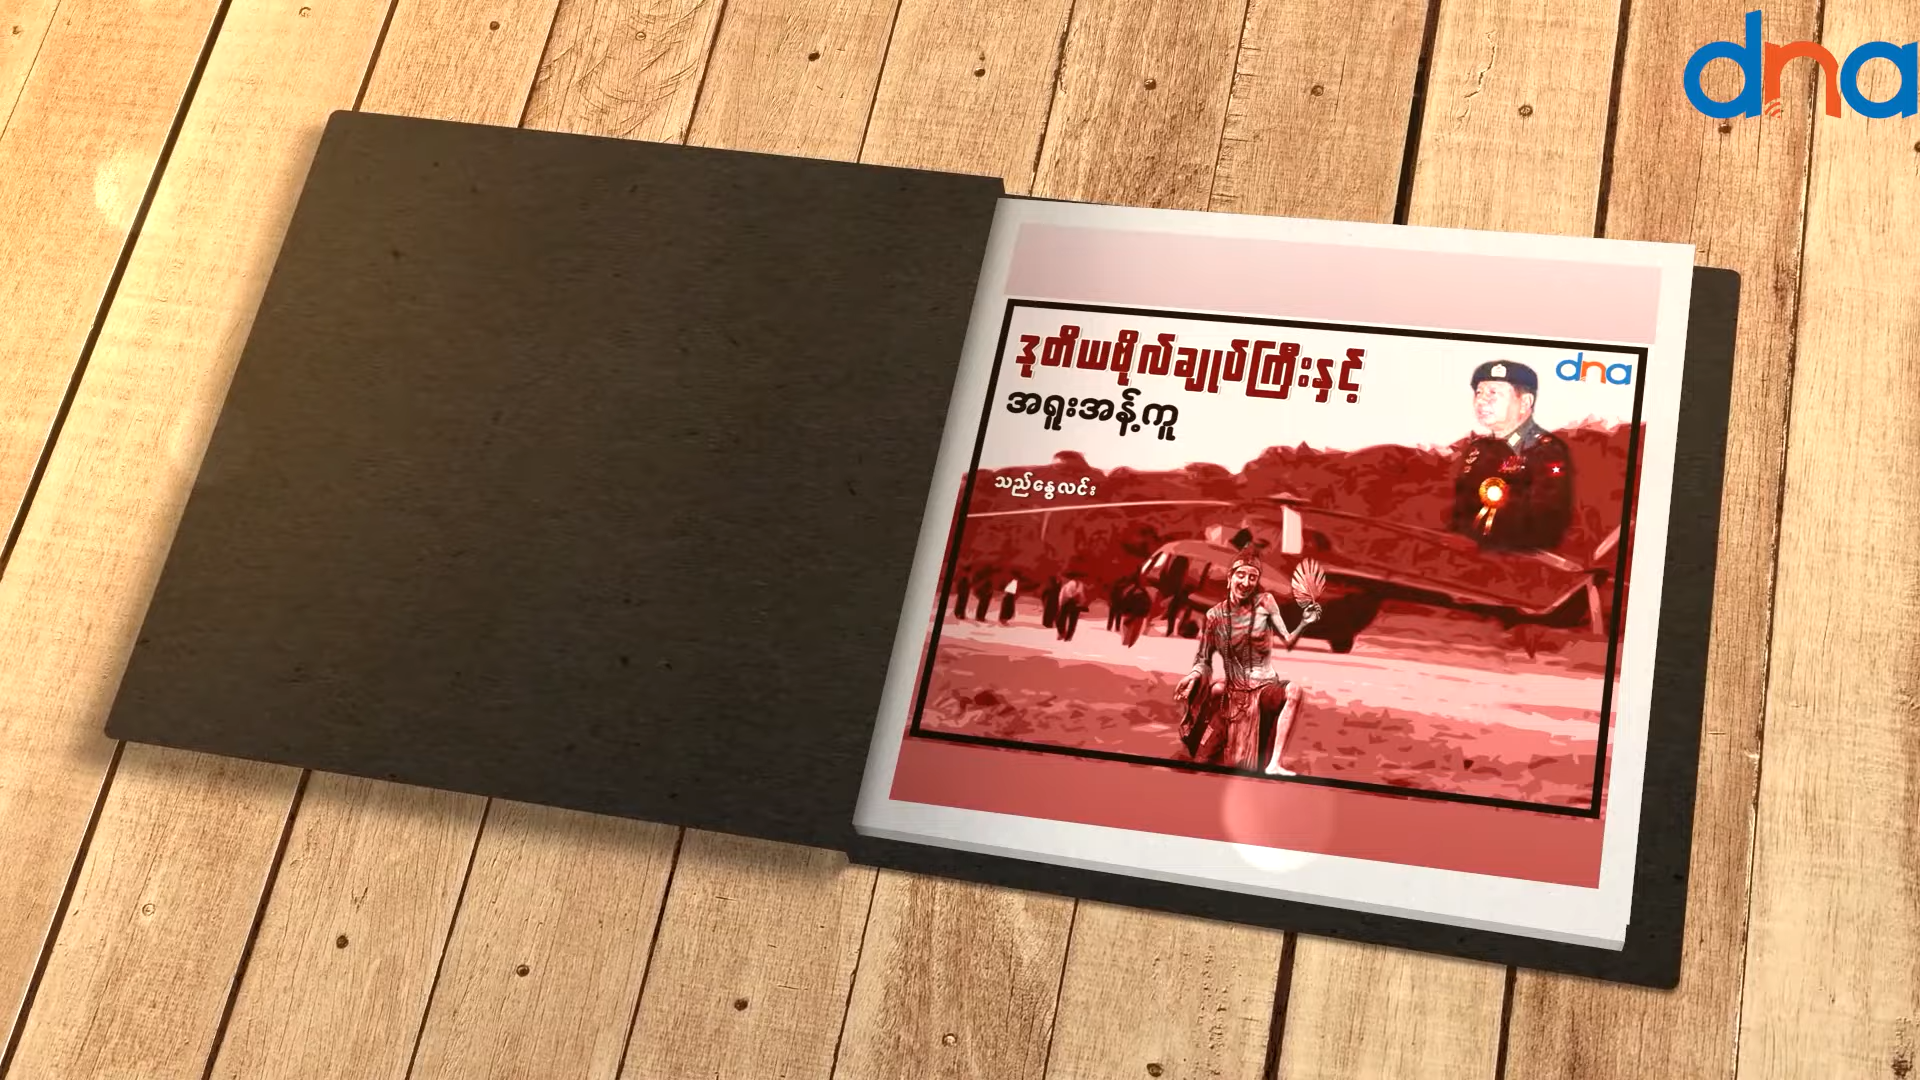 dna
ဒုတိယဗိုလ်ချုပ်ကြီးနှင့်
dna
အရူးအန့်ကူ
သည်နွေလင်း